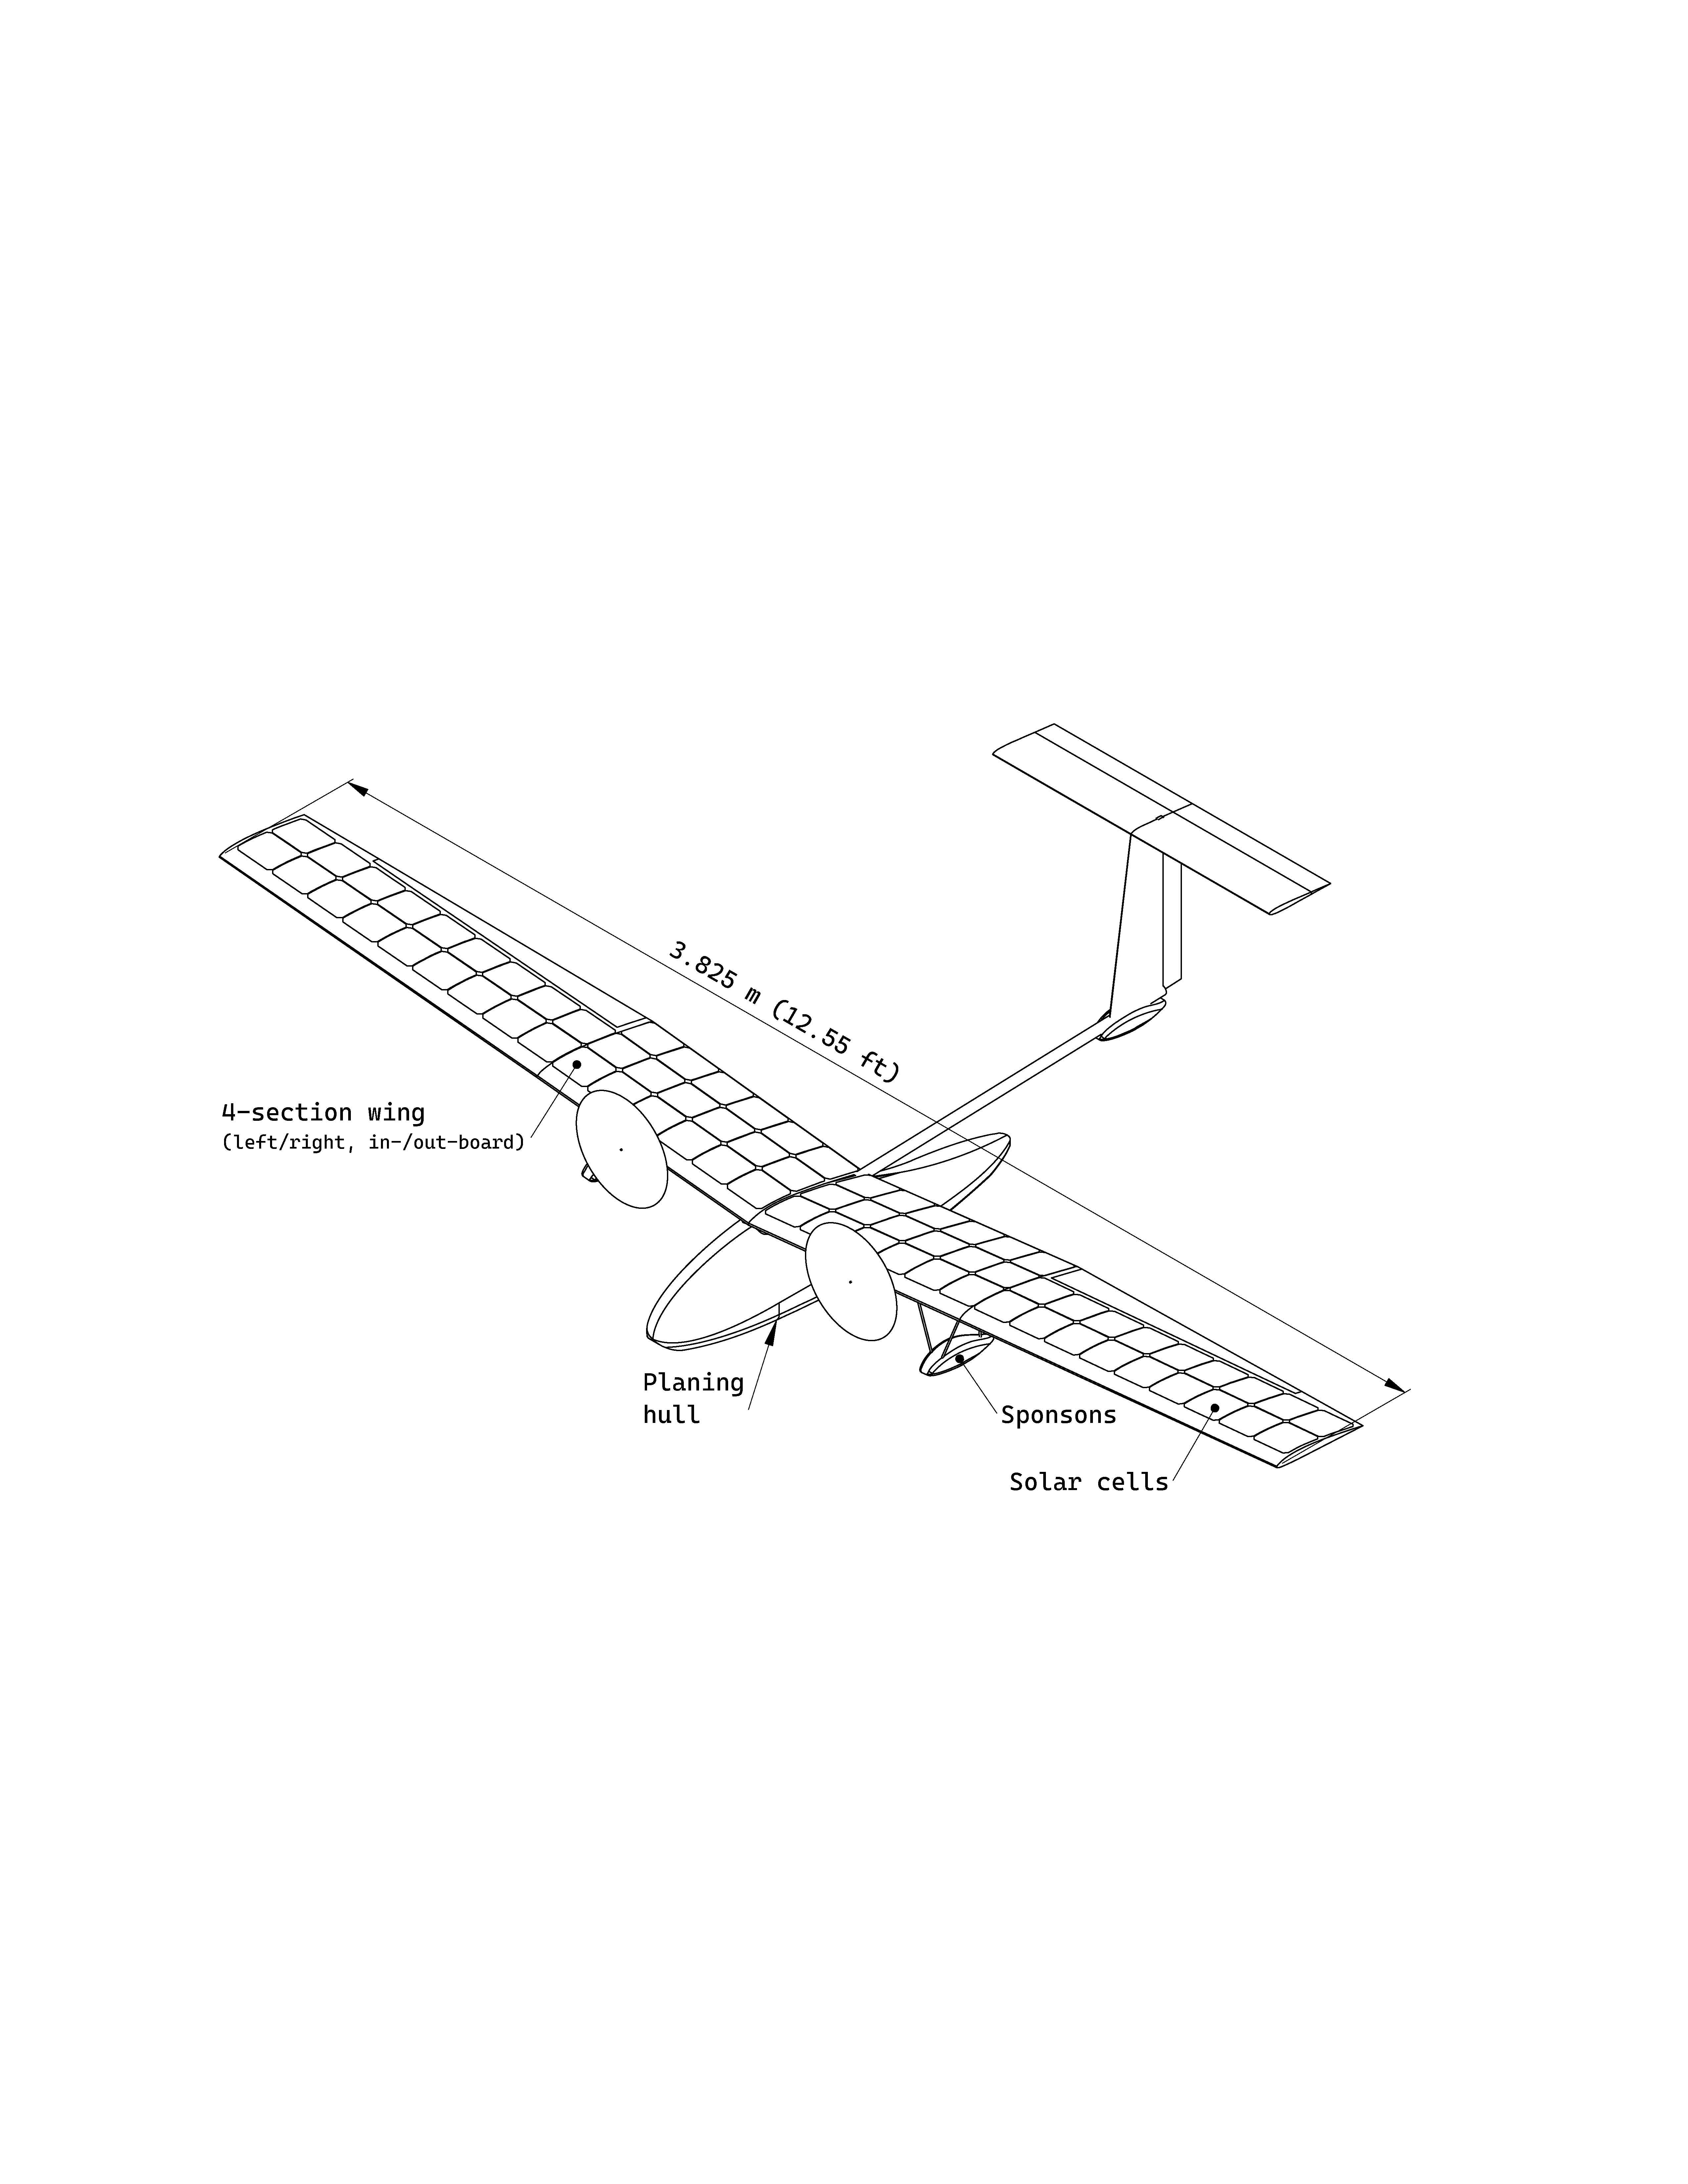 3.825 m (12.55 ft)
4-section wing
(left/right, in-/out-board)
Planing
hull
Sponsons
Solar cells